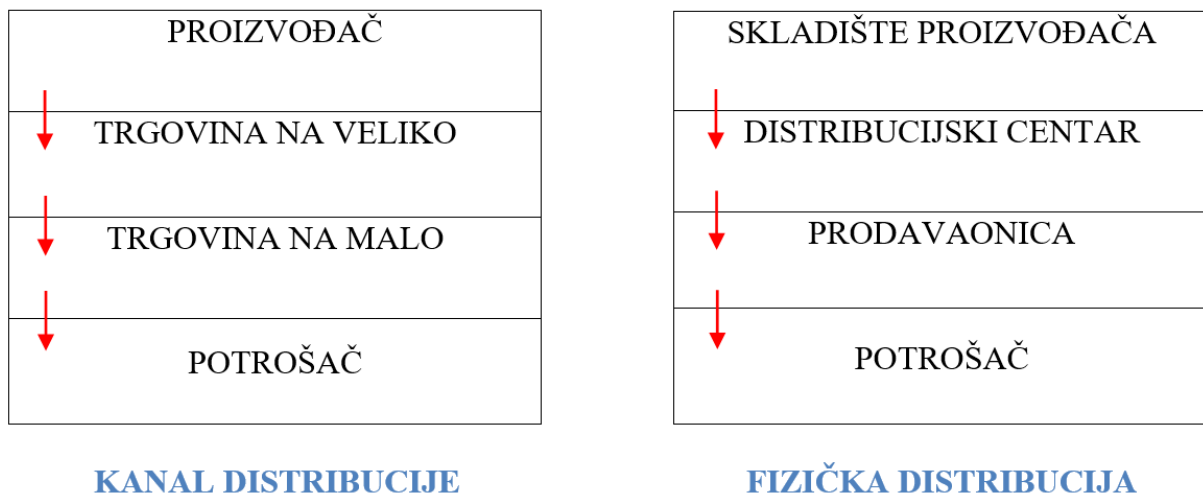 PROIZVOĐAČ
TRGOVINA NA VELIKO
TRGOVINA NA MALO
POTROŠAČ
KANAL DISTRIBUCIJE
SKLADIŠTE PROIZVOĐAČA
DISTRIBUCIJSKI CENTAR
PRODAVAONICA
POTROŠAČ
FIZIČKA DISTRIBUCIJA